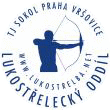 TJ SOKOL PRAHA VRŠOVICE
WWW.LUKOSTRELBA.NET
LUKOSTŘELECKÝ ODDÍL